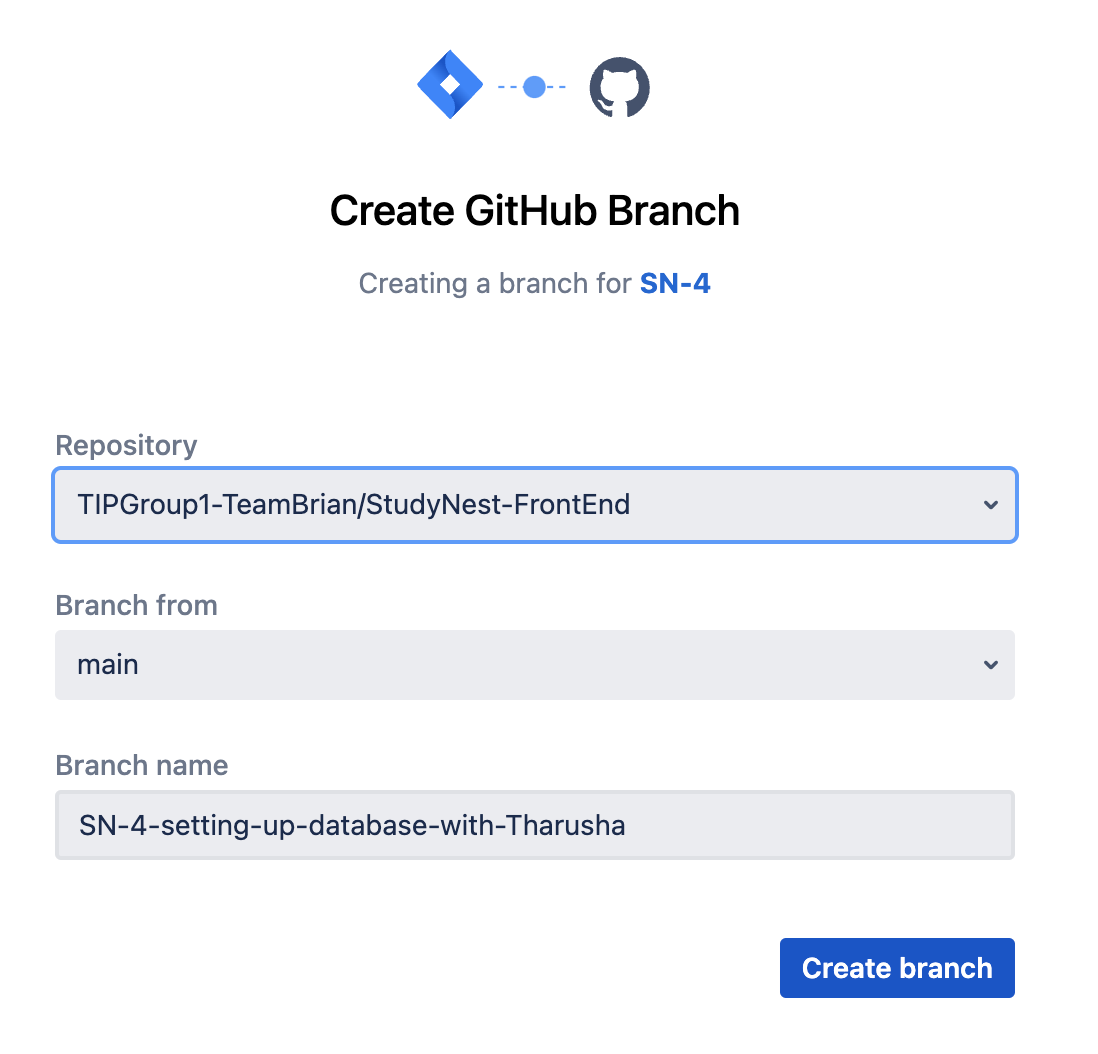 Create GitHub Branch
Creating a branch for SN-4
Repository
TIPGroup1-TeamBrian/StudyNest-FrontEnd
Branch from
main
Branch name
SN-4-setting-up-database-with-Tharusha
Create branch